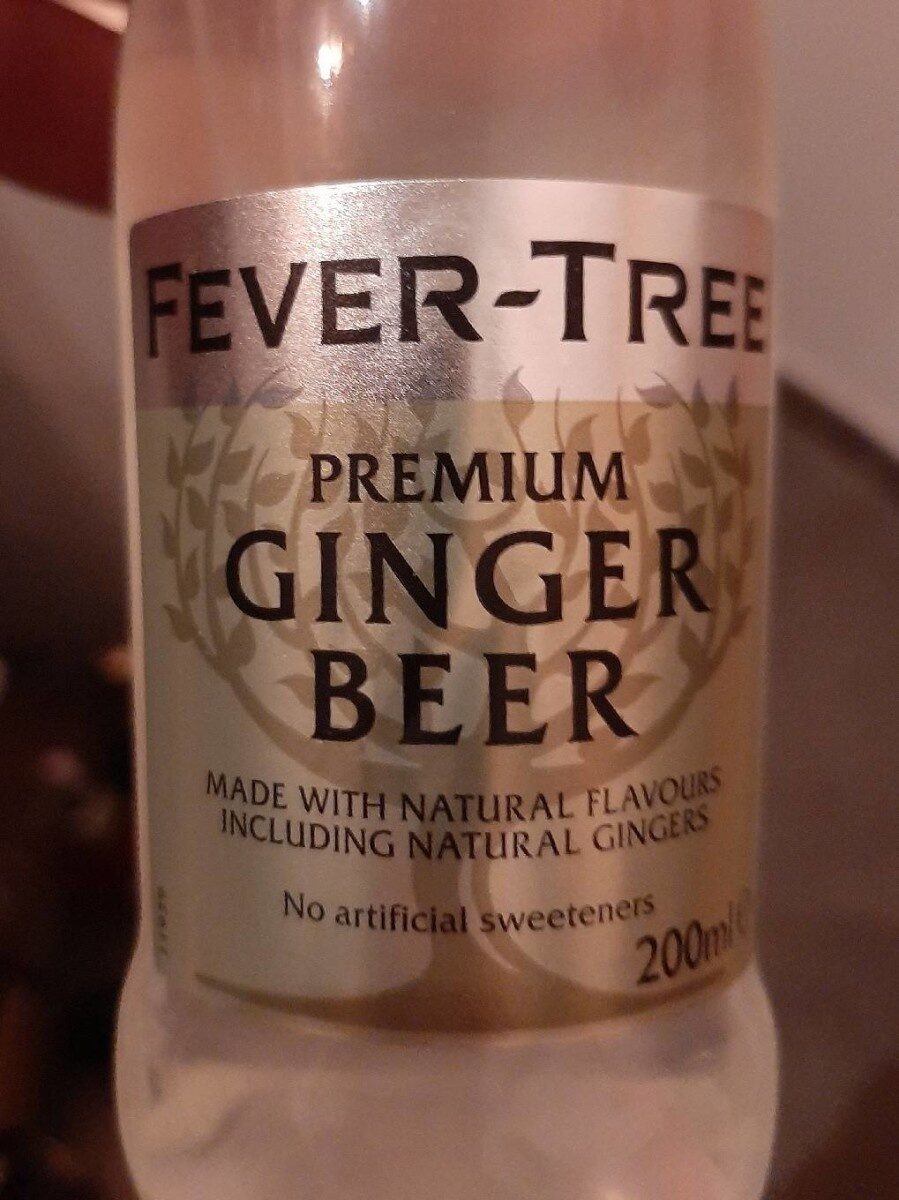 FEVER-TREE
PREMIUM
GINGER
BEER
MADE WITH NATURAL FLAVOURS
INCLUDING NATURAL GINGERS
No artificial sweeteners
200ml